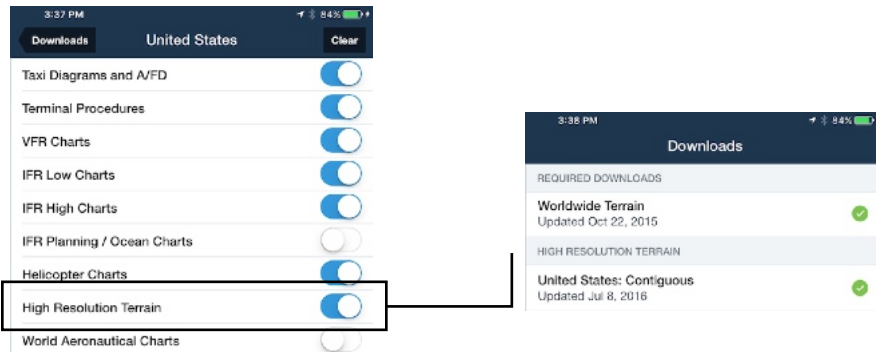 3:37 PM
84%
Downloads
United States
Clear
Taxi Diagrams and A/FD
Terminal Procedures
VFR Charts
IFR Low Charts
IFR High Charts
IFR Planning / Ocean Charts
Helicopter Charts
High Resolution Terrain
World Aeronautical Charts
3:38 PM
84%
Downloads
REQUIRED DOWNLOADS
Worldwide Terrain
Updated Oct 22, 2015
HIGH RESOLUTION TERRAIN
United States: Contiguous
Updated Jul 8, 2016